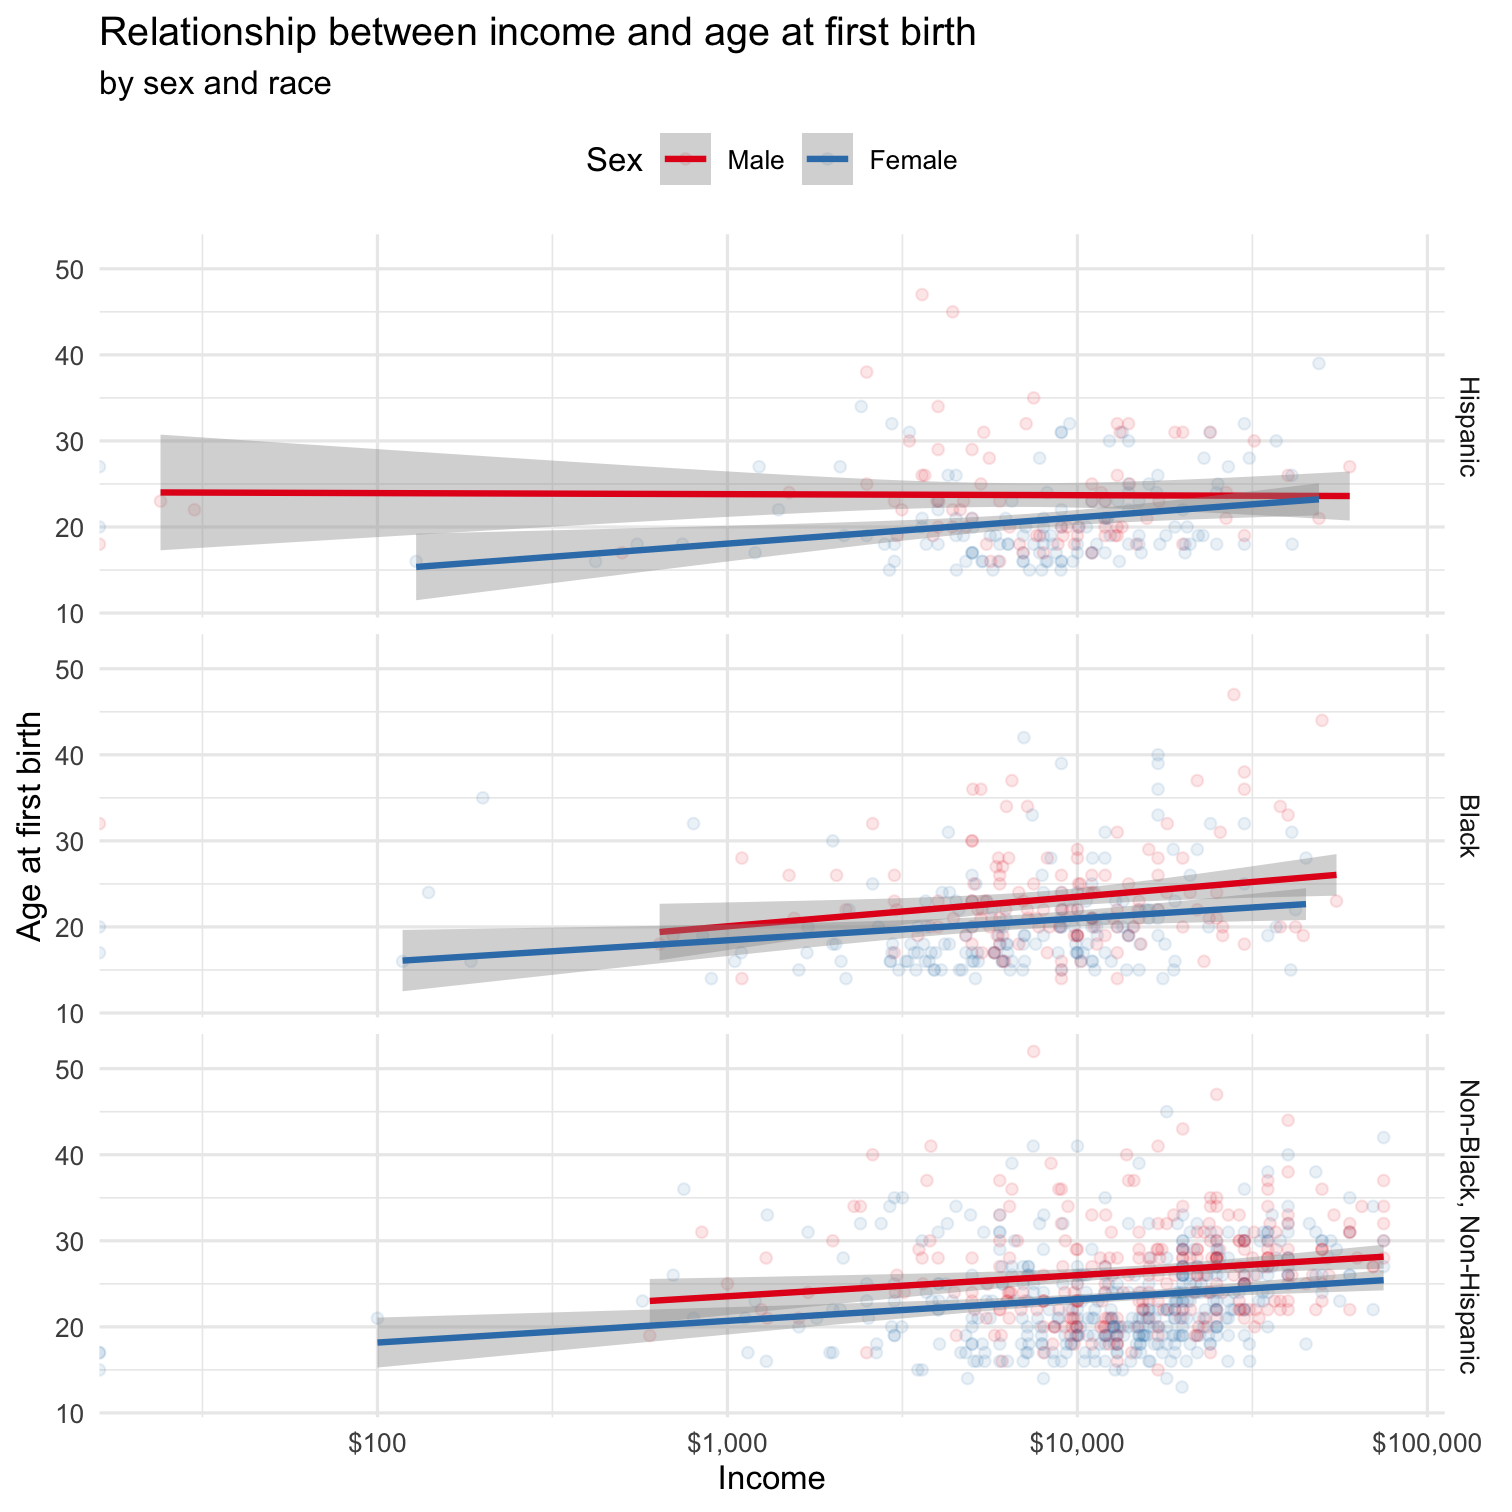 Relationship between income and age at first birth
by sex and race
Sex Male Female
50
40
30
20
10
Hispanic
50
40
30
20
10
Black
50
40
30
20
10
Non-Black, Non-Hispanic
Age at first birth
$100 $1,000 $10,000 $100,000
Income